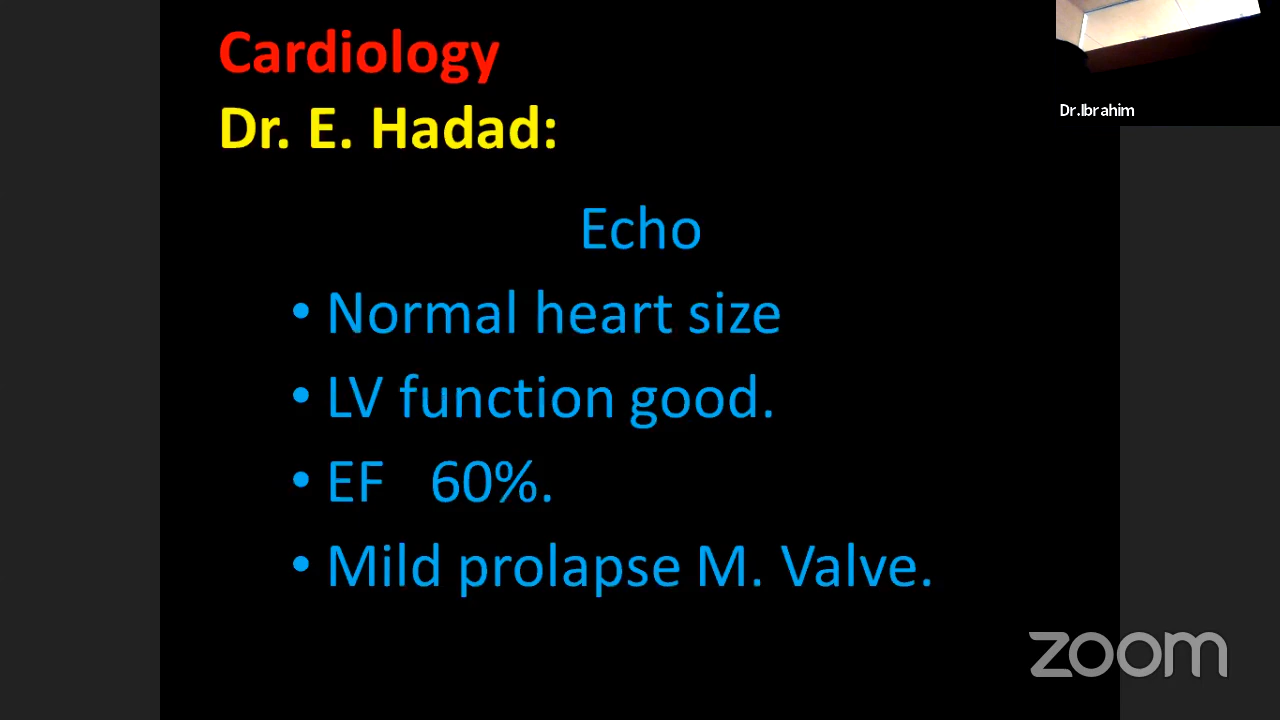 Cardiology
Dr. E. Hadad:
Echo
• Normal heart size
• LV function good.
• EF 60%.
• Mild prolapse M. Valve.
Dr.Ibrahim
zoom